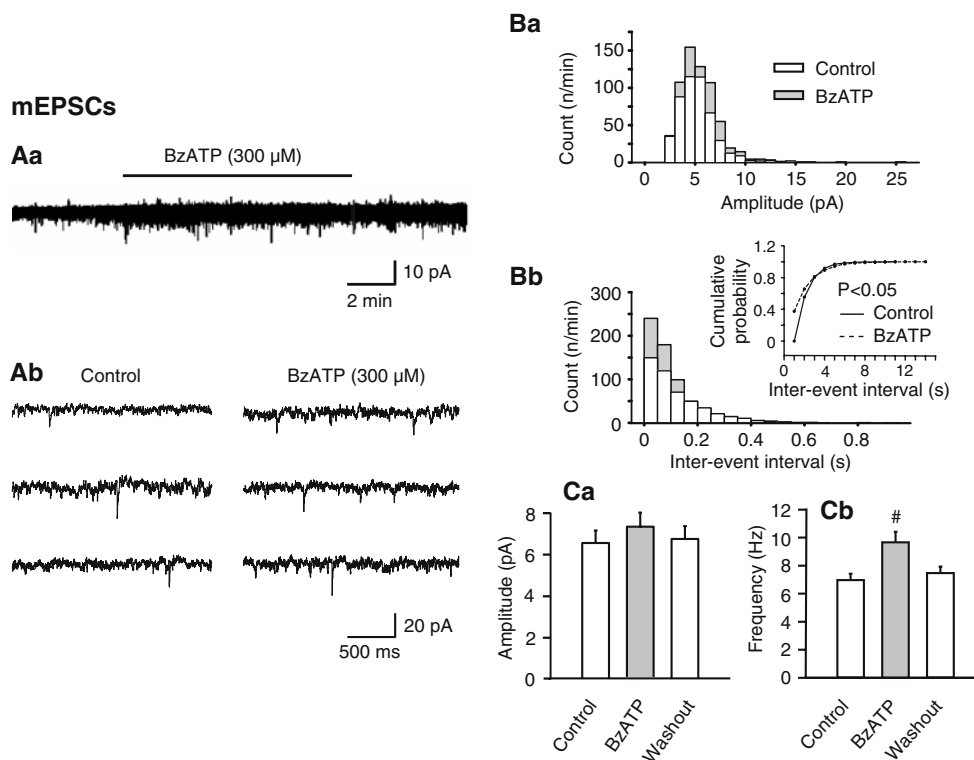 mEPSCs
Aa
BzATP (300 µM)
10 pA
2 min
Ab
Control
BzATP (300 µM)
20 pA
500 ms
Ba
Count (n/min)
150
100
50
0
Control
BzATP
0 5 10 15 20 25
Amplitude (pA)
Bb
Count (n/min)
300
200
100
0
0 0.2 0.4 0.6 0.8
Inter-event interval (s)
Cumulative
probability
1.2
0.4
0
P<0.05
Control
BzATP
0 4 8 12
Inter-event interval (s)
Ca
Amplitude (pA)
8
6
4
2
0
Control
BzATP
Washout
Cb
Frequency (Hz)
12
10
8
6
4
2
0
#
Control
BzATP
Washout